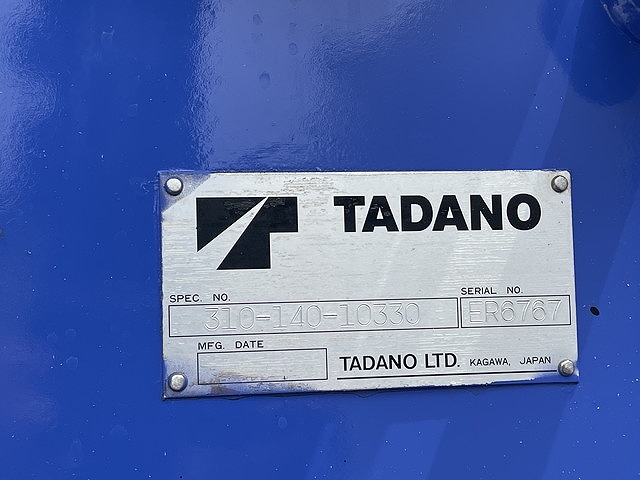 TADANO
SPEC. NO. SERIAL NO.
310-140-10330 ER6767
MFG. DATE
TADANO LTD. KAGAWA, JAPAN